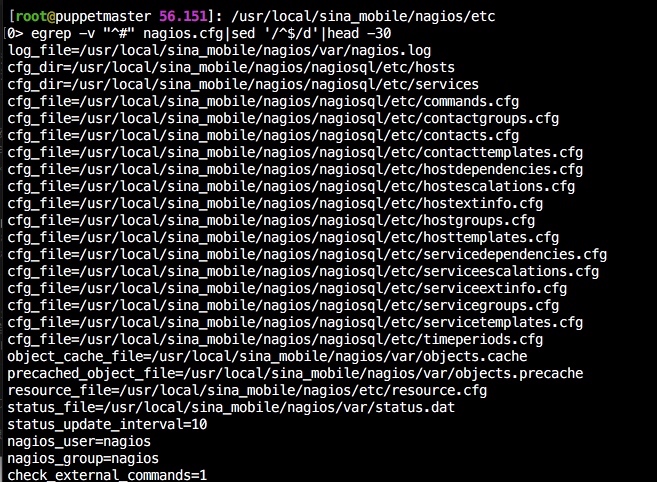 [root@puppetmaster 56.151]: /usr/local/sina_mobile/nagios/etc
[0> egrep -v "^#" nagios.cfg|sed '/^$/d'|head -30
log_file=/usr/local/sina_mobile/nagios/var/nagios.log
cfg_dir=/usr/local/sina_mobile/nagios/nagiosql/etc/hosts
cfg_dir=/usr/local/sina_mobile/nagios/nagiosql/etc/services
cfg_file=/usr/local/sina_mobile/nagios/nagiosql/etc/commands.cfg
cfg_file=/usr/local/sina_mobile/nagios/nagiosql/etc/contactgroups.cfg
cfg_file=/usr/local/sina_mobile/nagios/nagiosql/etc/contacts.cfg
cfg_file=/usr/local/sina_mobile/nagios/nagiosql/etc/contacttemplates.cfg
cfg_file=/usr/local/sina_mobile/nagios/nagiosql/etc/hostdependencies.cfg
cfg_file=/usr/local/sina_mobile/nagios/nagiosql/etc/hostescalations.cfg
cfg_file=/usr/local/sina_mobile/nagios/nagiosql/etc/hostextinfo.cfg
cfg_file=/usr/local/sina_mobile/nagios/nagiosql/etc/hostgroups.cfg
cfg_file=/usr/local/sina_mobile/nagios/nagiosql/etc/hosttemplates.cfg
cfg_file=/usr/local/sina_mobile/nagios/nagiosql/etc/servicedependencies.cfg
cfg_file=/usr/local/sina_mobile/nagios/nagiosql/etc/serviceescalations.cfg
cfg_file=/usr/local/sina_mobile/nagios/nagiosql/etc/serviceextinfo.cfg
cfg_file=/usr/local/sina_mobile/nagios/nagiosql/etc/servicegroups.cfg
cfg_file=/usr/local/sina_mobile/nagios/nagiosql/etc/servicetemplates.cfg
cfg_file=/usr/local/sina_mobile/nagios/nagiosql/etc/timeperiods.cfg
object_cache_file=/usr/local/sina_mobile/nagios/var/objects.cache
precached_object_file=/usr/local/sina_mobile/nagios/var/objects.precache
resource_file=/usr/local/sina_mobile/nagios/etc/resource.cfg
status_file=/usr/local/sina_mobile/nagios/var/status.dat
status_update_interval=10
nagios_user=nagios
nagios_group=nagios
check_external_commands=1